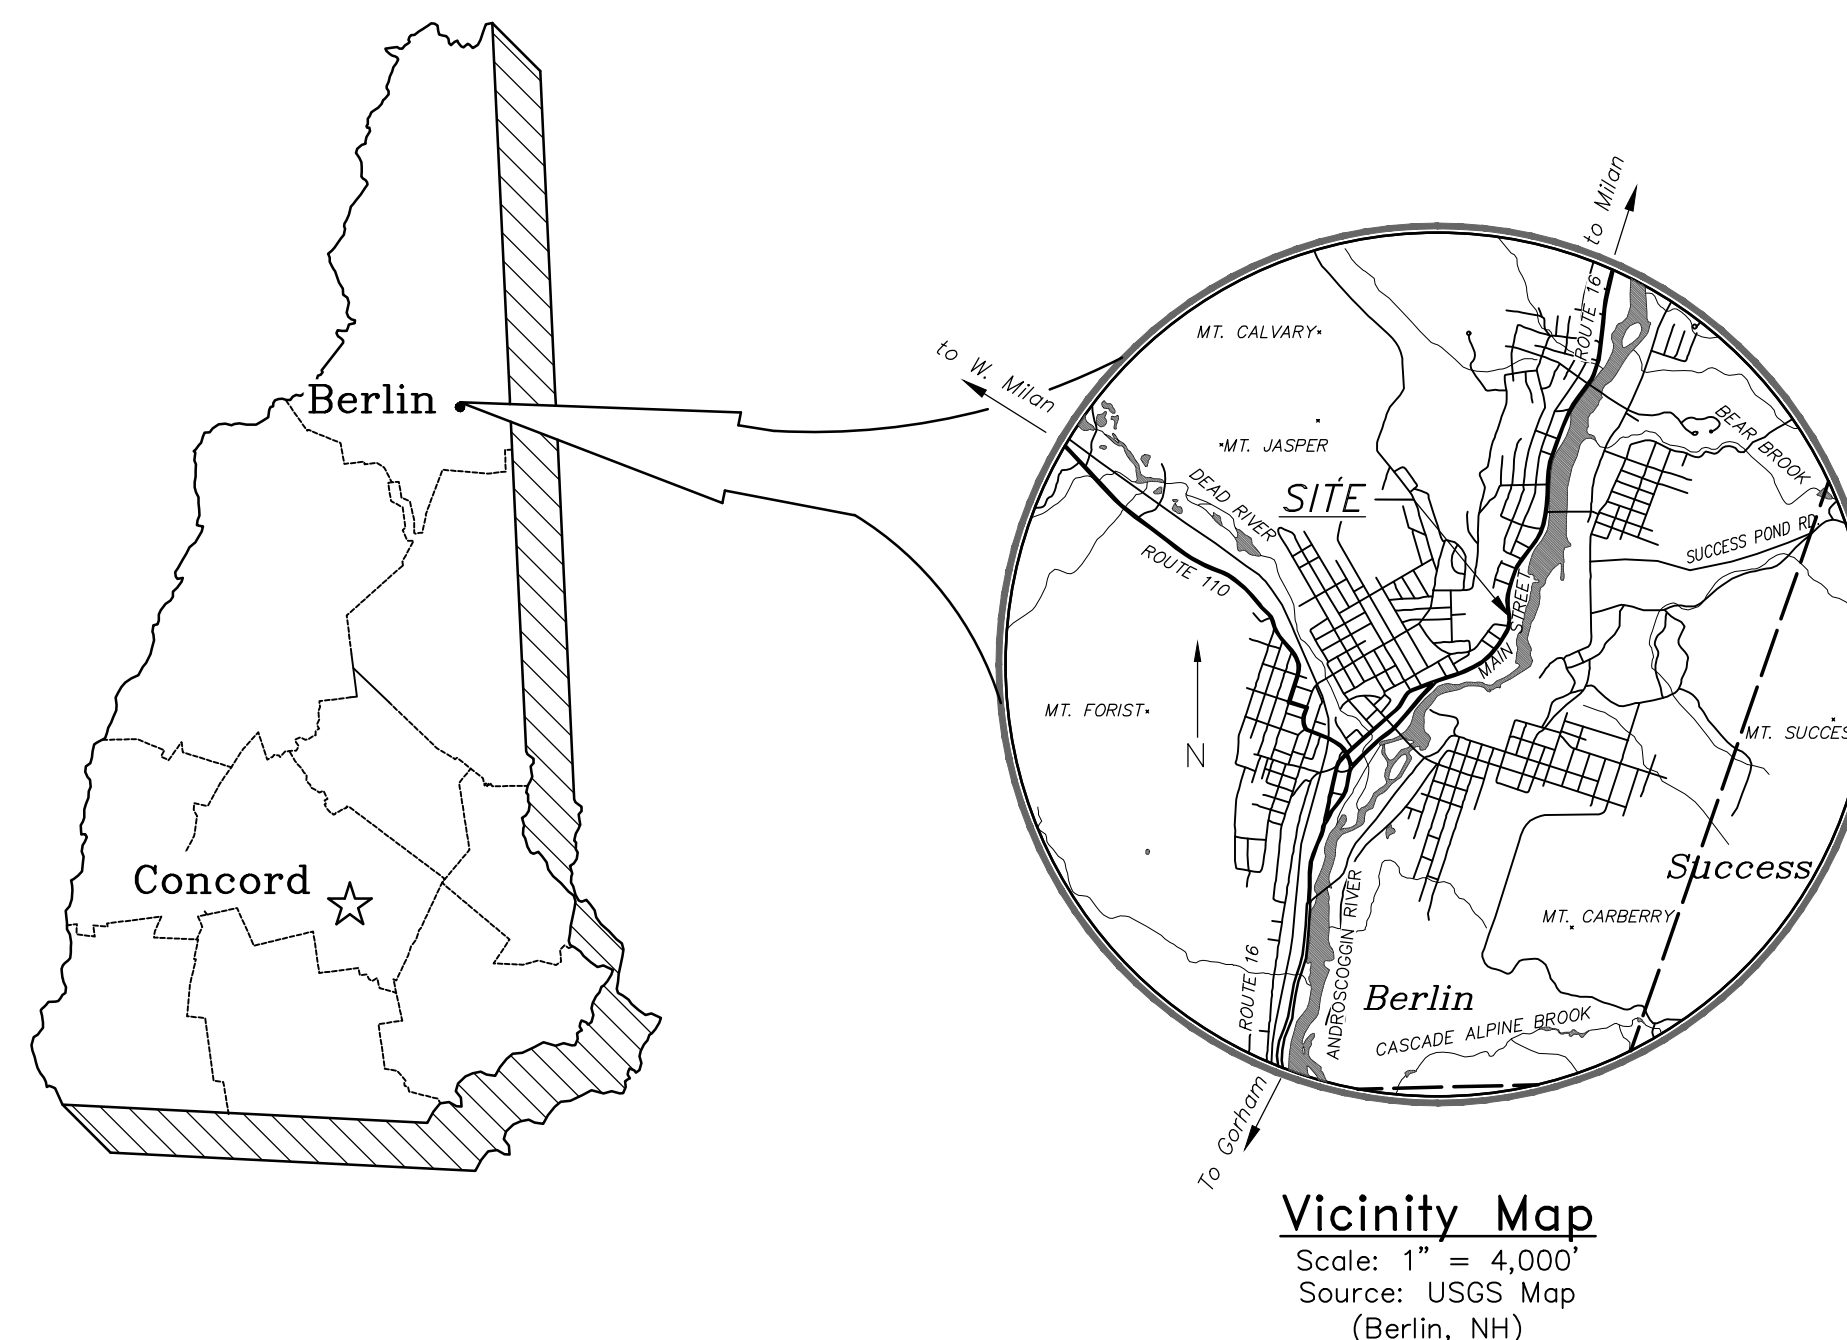 to Milan
ROUTE 16
MT. CALVARY
to W. Milan
Berlin
MT. JASPER
BEAR BROOK
DEAD RIVER
SITE
SUCCESS POND RD.
ROUTE 110
MAIN STREET
MT. FORIST
MT. SUCCES
N
Concord
Success
MT. CARBERRY
ROUTE 16
ANDROSCOGGIN RIVER
Berlin
CASCADE ALPINE BROOK
To Gorham
Vicinity Map
Scale: 1" = 4,000'
Source: USGS Map
(Berlin, NH)